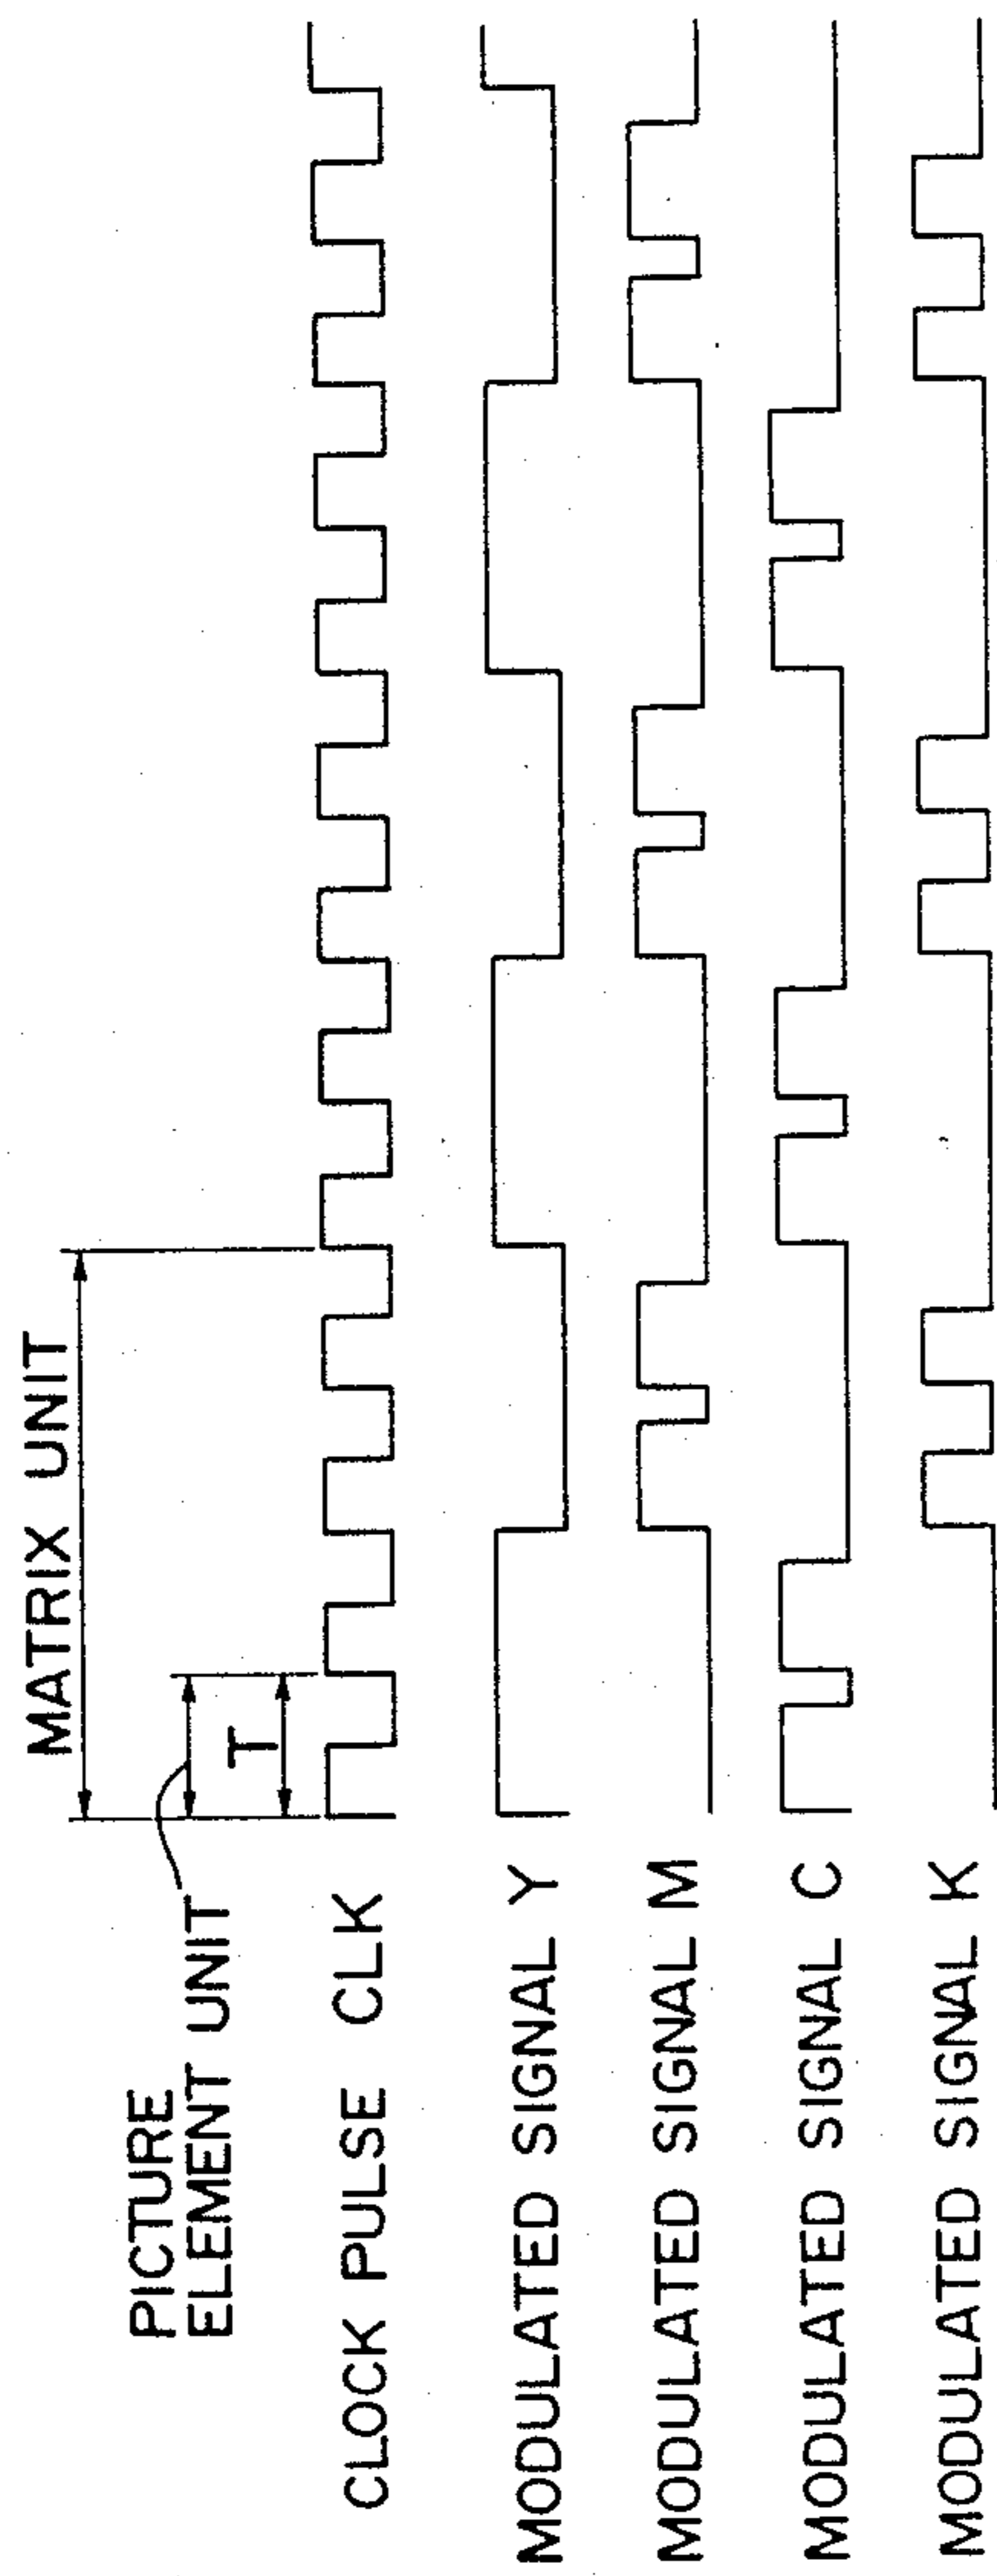 MATRIX UNIT
PICTURE
ELEMENT UNIT
T
CLOCK PULSE CLK
MODULATED SIGNAL Y
MODULATED SIGNAL M
MODULATED SIGNAL C
MODULATED SIGNAL K